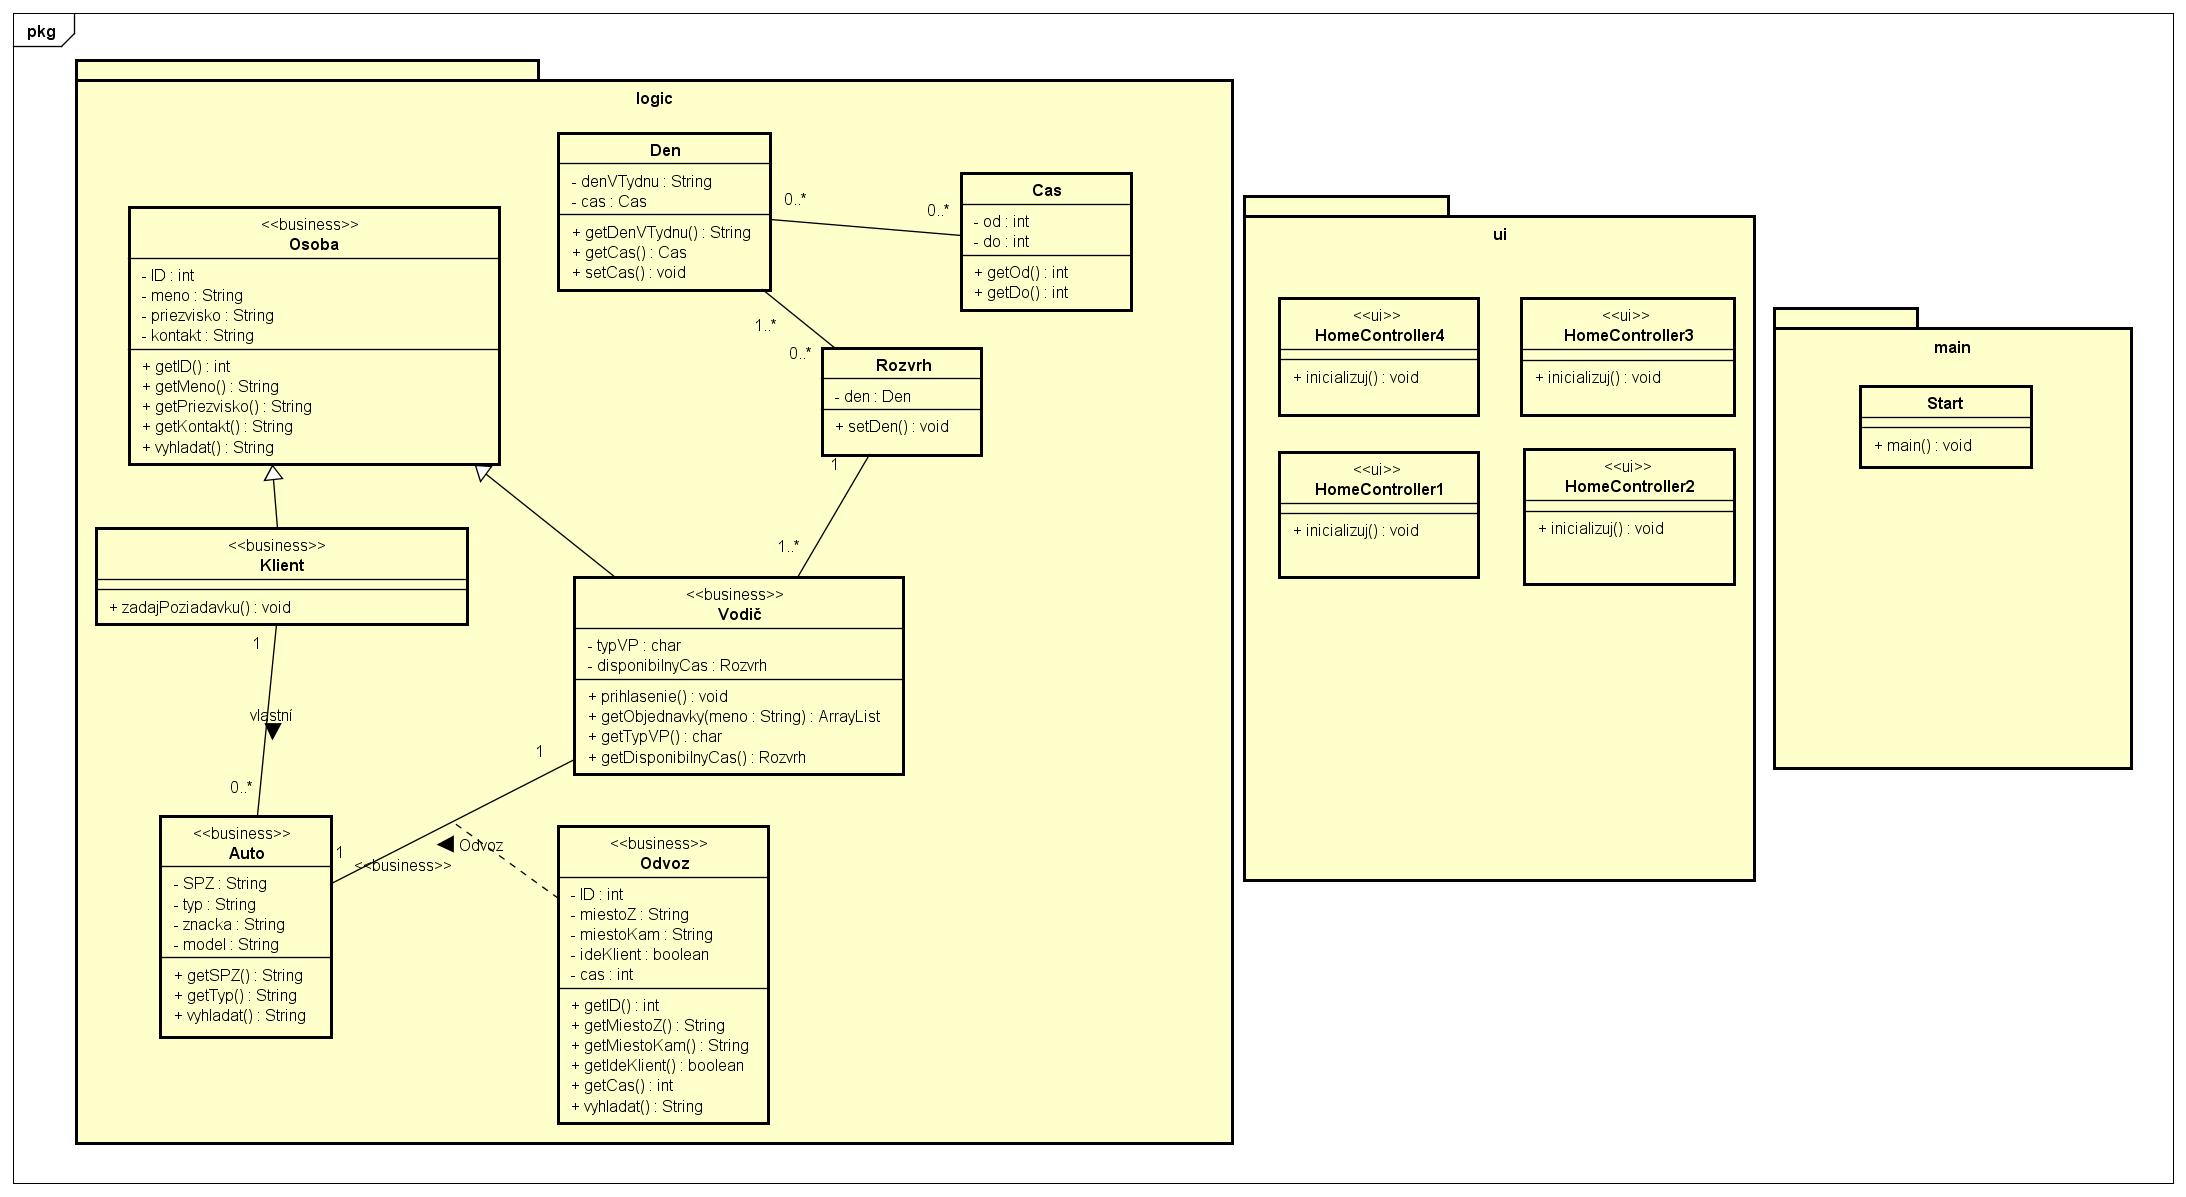 pkg
logic
Den
- denVTydnu : String
- cas : Cas
+ getDenVTydnu() : String
+ getCas() : Cas
+ setCas() : void
0..*
0..*
Cas
- od : int
- do : int
+ getOd() : int
+ getDo() : int
<<business>>
Osoba
- ID : int
- meno : String
- priezvisko : String
- kontakt : String
+ getID() : int
+ getMeno() : String
+ getPriezvisko() : String
+ getKontakt() : String
+ vyhladat() : String
1..*
0..*
Rozvrh
- den : Den
+ setDen() : void
1
1..*
<<business>>
Klient
+ zadajPoziadavku() : void
1
vlastní
0..*
<<business>>
Vodič
- typVP : char
- disponibilnyCas : Rozvrh
+ prihlasenie() : void
+ getObjednavky(meno : String) : ArrayList
+ getTypVP() : char
+ getDisponibilnyCas() : Rozvrh
1
1
Odvoz
<<business>>
<<business>>
Auto
- SPZ : String
- typ : String
- znacka : String
- model : String
+ getSPZ() : String
+ getTyp() : String
+ vyhladat() : String
<<business>>
Odvoz
- ID : int
- miestoZ : String
- miestoKam : String
- ideKlient : boolean
- cas : int
+ getID() : int
+ getMiestoZ() : String
+ getMiestoKam() : String
+ getIdeKlient() : boolean
+ getCas() : int
+ vyhladat() : String
ui
<<ui>>
HomeController4
+ inicializuj() : void
<<ui>>
HomeController3
+ inicializuj() : void
<<ui>>
HomeController1
+ inicializuj() : void
<<ui>>
HomeController2
+ inicializuj() : void
main
Start
+ main() : void